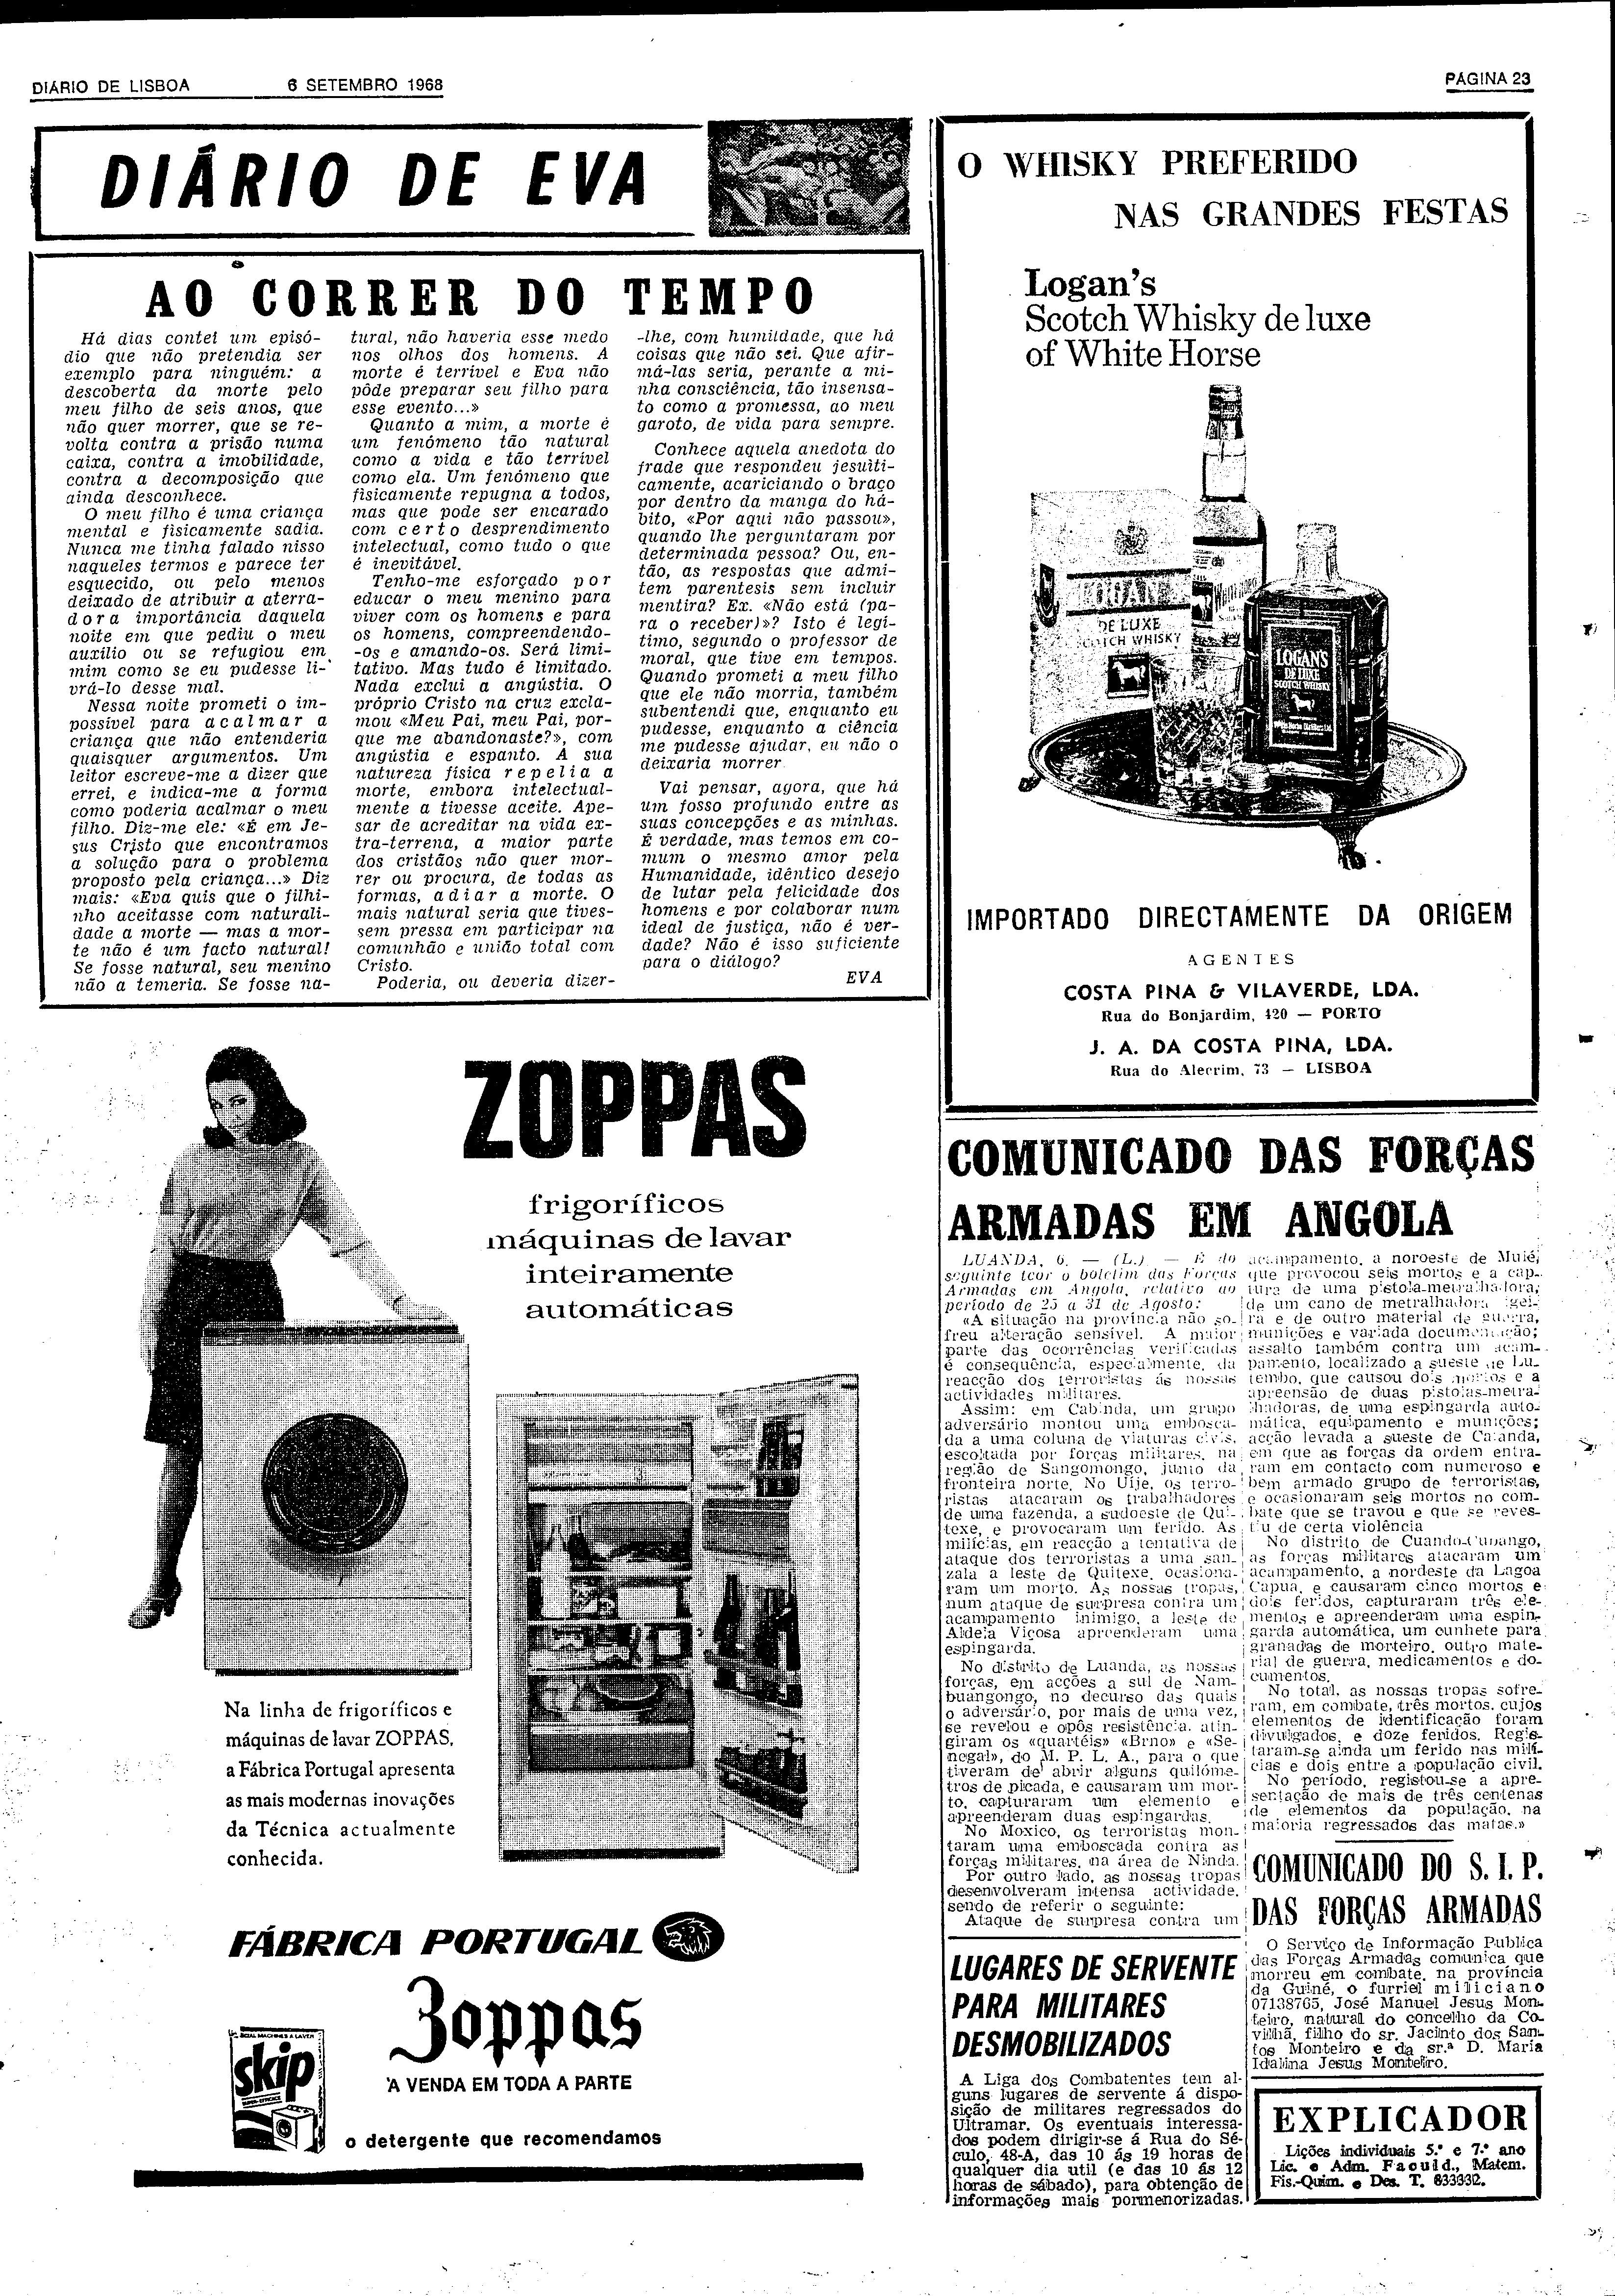 DIÁRIO DE LISBOA 6 SETEMBRO 1968
PÁGINA 23
DIÁRIO DE EVA
AO CORRER DO TEMPO
Há dias contei um episó-
dio que não pretendia ser
exemplo para ninguém: a
descoberta da morte pelo
meu filho de seis anos, que
não quer morrer, que se re-
volta contra a prisão numa
caixa, contra a imobilidade,
contra a decomposição que
ainda desconhece.
O meu filho é uma criança
mental e fisicamente sadia.
Nunca me tinha falado nisso
naqueles termos e parece ter
esquecido, ou pelo menos
deixado de atribuir a aterra-
dora importância daquela
noite em que pediu o meu
auxílio ou se refugiou em
mim como se eu pudesse li-
vrá-lo desse mal.
Nessa noite prometi o im-
possível para acalmar a
criança que não entenderia
quaisquer argumentos. Um
leitor escreve-me a dizer que
errei, e indica-me a forma
como poderia acalmar o meu
filho. Diz-me ele: «É em Je-
sus Cristo que encontramos
a solução para o problema
proposto pela criança...» Diz
mais: «Eva quis que o filhi-
nho aceitasse com naturali-
dade a morte — mas a mor-
te não é um facto natural!
Se fosse natural, seu menino
não a temeria. Se fosse na-
tural, não haveria esse medo
nos olhos dos homens. A
morte é terrível e Eva não
pôde preparar seu filho para
esse evento...»
Quanto a mim, a morte é
um fenómeno tão natural
como a vida e tão terrível
como ela. Um fenómeno que
fisicamente repugna a todos,
mas que pode ser encarado
com certo desprendimento
intelectual, como tudo o que
é inevitável.
Tenho-me esforçado por
educar o meu menino para
viver com os homens e para
os homens, compreendendo-
-os e amando-os. Será limi-
tativo. Mas tudo é limitado.
Nada exclui a angústia. O
próprio Cristo na cruz excla-
mou «Meu Pai, meu Pai, por-
que me abandonaste?», com
angústia e espanto. A sua
natureza física repelia a
morte, embora intelectual-
mente a tivesse aceite. Ape-
sar de acreditar na vida ex-
tra-terrena, a maior parte
dos cristãos não quer mor-
rer ou procura, de todas as
formas, adiar a morte. O
mais natural seria que tives-
sem pressa em participar na
comunhão e união total com
Cristo.
Poderia, ou deveria dizer-
-lhe, com humildade, que há
coisas que não sei. Que afir-
má-las seria, perante a mi-
nha consciência, tão insensa-
to como a promessa, ao meu
garoto, de vida para sempre.
Conhece aquela anedota do
frade que respondeu jesuiti-
camente, acariciando o braço
por dentro da manga do há-
bito, «Por aqui não passou»,
quando lhe perguntaram por
determinada pessoa? Ou, en-
tão, as respostas que admi-
tem parentesis sem incluir
mentira? Ex. «Não está (pa-
ra o receber)»? Isto é legí-
timo, segundo o professor de
moral, que tive em tempos.
Quando prometi a meu filho
que ele não morria, também
subentendi que, enquanto eu
pudesse, enquanto a ciência
me pudesse ajudar, eu não o
deixaria morrer
Vai pensar, agora, que há
um fosso profundo entre as
suas concepções e as minhas.
É verdade, mas temos em co-
mum o mesmo amor pela
Humanidade, idêntico desejo
de lutar pela felicidade dos
homens e por colaborar num
ideal de justiça, não é ver-
dade? Não é isso suficiente
para o diálogo?
EVA
O WHISKY PREFERIDO
NAS GRANDES FESTAS
Logan's
Scotch Whisky de luxe
of White Horse
LOGAN
DE LUXE
SCOTCH WHISKY
LOGANS
DE LUXE
SCOTCH WHISKY
IMPORTADO DIRECTAMENTE DA ORIGEM
AGENTES
COSTA PINA & VILAVERDE, LDA.
Rua do Bonjardim, 420 — PORTO
J. A. DA COSTA PINA, LDA.
Rua do Alecrim, 73 — LISBOA
ZOPPAS
frigoríficos
máquinas de lavar
inteiramente
automáticas
Na linha de frigoríficos e
máquinas de lavar ZOPPAS,
a Fábrica Portugal apresenta
as mais modernas inovações
da Técnica actualmente
conhecida.
FÁBRICA PORTUGAL
Zoppas
À VENDA EM TODA A PARTE
skip
o detergente que recomendamos
COMUNICADO DAS FORÇAS
ARMADAS EM ANGOLA
LUANDA, 6. — (L.) — É do
seguinte teor o boletim das Forças
Armadas em Angola, relativo ao
período de 25 a 31 de Agosto:
«A situação na província não so-
freu alteração sensível. A maior
parte das ocorrências verificadas
é consequência, especialmente, da
reacção dos terroristas às nossas
actividades militares.
Assim: em Cabinda, um grupo
adversário montou uma embosca-
da a uma coluna de viaturas civis,
escoltada por forças militares, na
região de Sangomongo, junto da
fronteira norte. No Uíje, os terro-
ristas atacaram os trabalhadores
de uma fazenda, a sudoeste de Qui-
texe, e provocaram um ferido. As
milícias, em reacção a tentativa de
ataque dos terroristas a uma san-
zala a leste de Quitexe, ocasiona-
ram um morto. As nossas tropas,
num ataque de surpresa contra um
acampamento inimigo, a leste de
Aldeia Viçosa apreenderam uma
espingarda.
No distrito de Luanda, as nossas
forças, em acções a sul de Nam-
buangongo, no decurso das quais
o adversário, por mais de uma vez,
se revelou e opôs resistência, atin-
giram os «quartéis» «Brno» e «Se-
negal», do M. P. L. A., para o que
tiveram de abrir alguns quilóme-
tros de picada, e causaram um mor-
to, capturaram um elemento e
apreenderam duas espingardas.
No Moxico, os terroristas mon-
taram uma emboscada contra as
forças militares, na área de Ninda.
Por outro lado, as nossas tropas
desenvolveram intensa actividade,
sendo de referir o seguinte:
Ataque de surpresa contra um
acampamento, a noroeste de Muié,
que provocou seis mortos e a cap-
tura de uma pistola-metralhadora,
de um cano de metralhadora ligei-
ra e de outro material de guerra,
munições e variada documentação;
assalto também contra um acam-
pamento, localizado a sueste de Lu-
tembo, que causou dois mortos e a
apreensão de duas pistolas-metra-
lhadoras, de uma espingarda auto-
mática, equipamento e munições;
acção levada a sueste de Caianda,
em que as forças da ordem entra-
ram em contacto com numeroso e
bem armado grupo de terroristas,
e ocasionaram seis mortos no com-
bate que se travou e que se reves-
tiu de certa violência
No distrito de Cuando-Cubango,
as forças militares atacaram um
acampamento, a nordeste da Lagoa
Capua, e causaram cinco mortos e
dois feridos, capturaram três ele-
mentos e apreenderam uma espin-
garda automática, um cunhete para
granadas de morteiro, outro mate-
rial de guerra, medicamentos e do-
cumentos.
No total, as nossas tropas sofre-
ram, em combate, três mortos, cujos
elementos de identificação foram
divulgados, e doze feridos. Regis-
taram-se ainda um ferido nas milí-
cias e dois entre a população civil.
No período, registou-se a apre-
sentação de mais de três centenas
de elementos da população, na
maioria regressados das matas.»
LUGARES DE SERVENTE
PARA MILITARES
DESMOBILIZADOS
A Liga dos Combatentes tem al-
guns lugares de servente á dispo-
sição de militares regressados do
Ultramar. Os eventuais interessa-
dos podem dirigir-se á Rua do Sé-
culo, 48-A, das 10 ás 19 horas de
qualquer dia util (e das 10 ás 12
horas de sábado), para obtenção de
informações mais pormenorizadas.
COMUNICADO DO S. I. P.
DAS FORÇAS ARMADAS
O Serviço de Informação Publica
das Forças Armadas comunica que
morreu em combate, na província
da Guiné, o furriel miliciano
07138765, José Manuel Jesus Mon-
teiro, natural do concelho da Co-
vilhã, filho do sr. Jacinto dos San-
tos Monteiro e da sr.ª D. Maria
Idalina Jesus Monteiro.
EXPLICADOR
Lições individuais 5.º e 7.º ano
Lic. e Adm. Faculd., Matem.
Fis.-Quím. e Des. T. 833332.